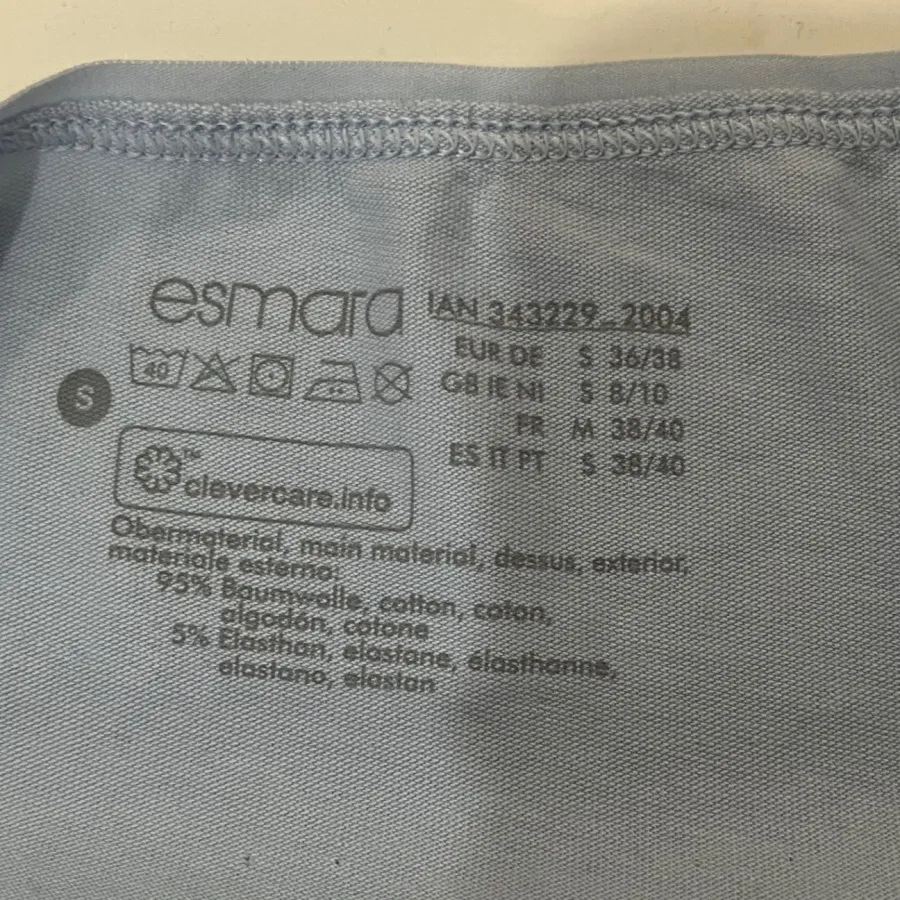 esmara
IAN 343229_2004
EUR DE S 36/38
GB IE NI S 8/10
FR M 38/40
ES IT PT S 38/40
40
S
clevercare.info™
Obermaterial, main material, dessus, exterior,
materiale esterno:
95% Baumwolle, cotton, coton,
algodón, cotone
5% Elasthan, elastane, élasthanne,
elastano, elastan